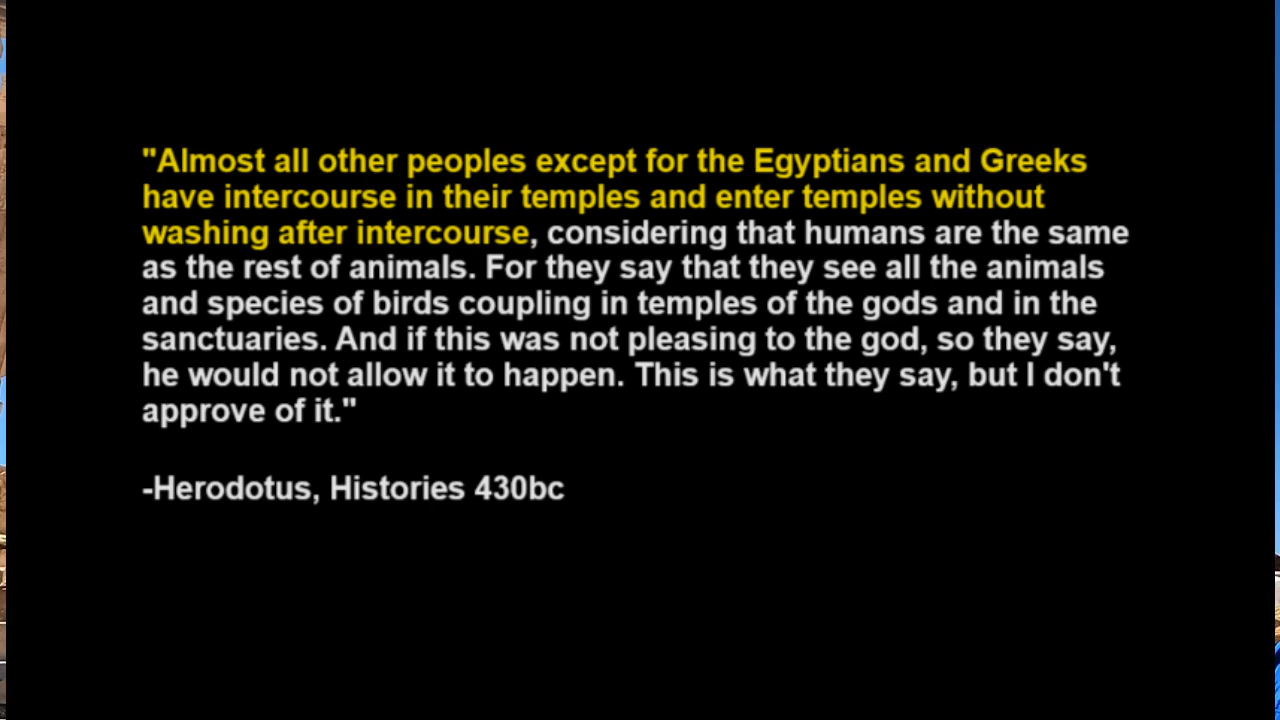 "Almost all other peoples except for the Egyptians and Greeks
have intercourse in their temples and enter temples without
washing after intercourse, considering that humans are the same
as the rest of animals. For they say that they see all the animals
and species of birds coupling in temples of the gods and in the
sanctuaries. And if this was not pleasing to the god, so they say,
he would not allow it to happen. This is what they say, but I don't
approve of it."
-Herodotus, Histories 430bc